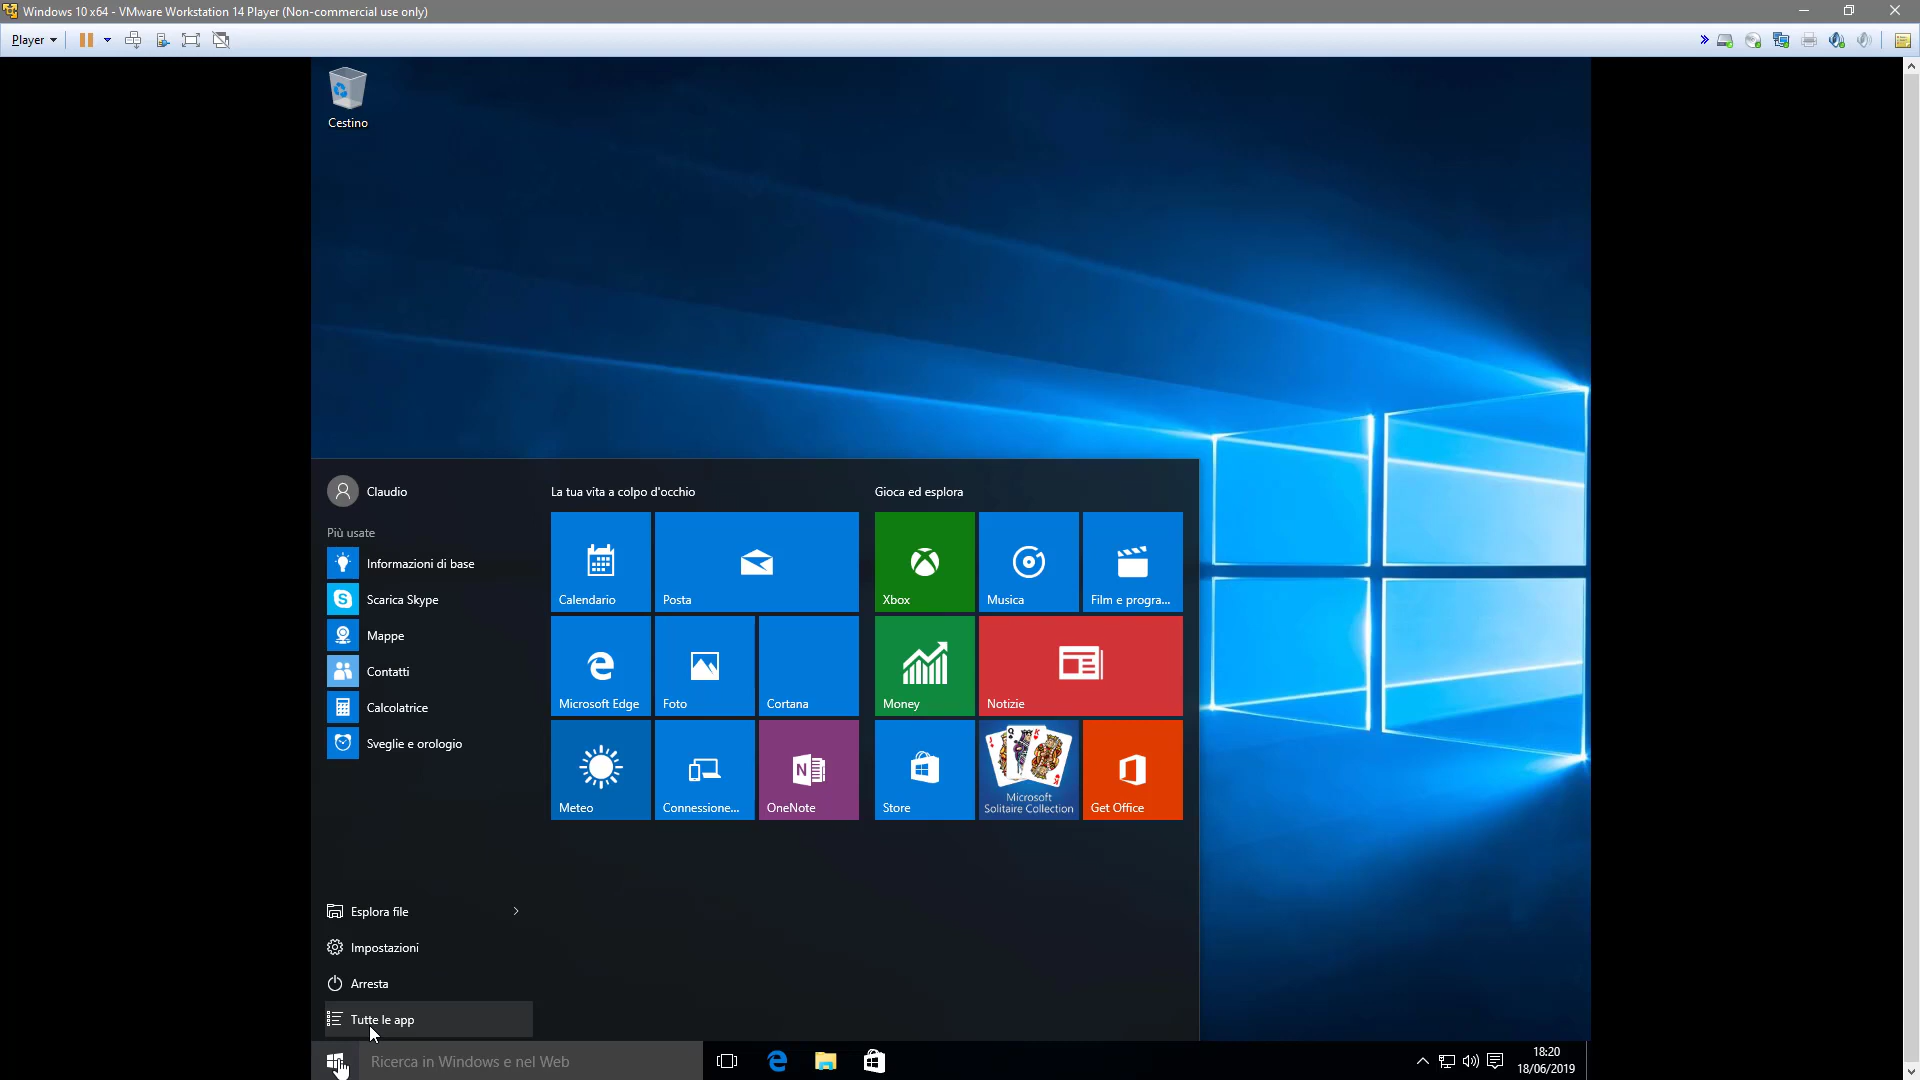 Windows 10 x64 - VMware Workstation 14 Player (Non-commercial use only)
Player
Cestino
Claudio
Più usate
Informazioni di base
Scarica Skype
Mappe
Contatti
Calcolatrice
Sveglie e orologio
Esplora file
Impostazioni
Arresta
Tutte le app
La tua vita a colpo d'occhio
Calendario
Posta
Microsoft Edge
Foto
Cortana
Meteo
Connessione...
OneNote
Gioca ed esplora
Xbox
Musica
Film e progra...
Money
Notizie
Store
Microsoft
Solitaire Collection
Get Office
Ricerca in Windows e nel Web
18:20
18/06/2019